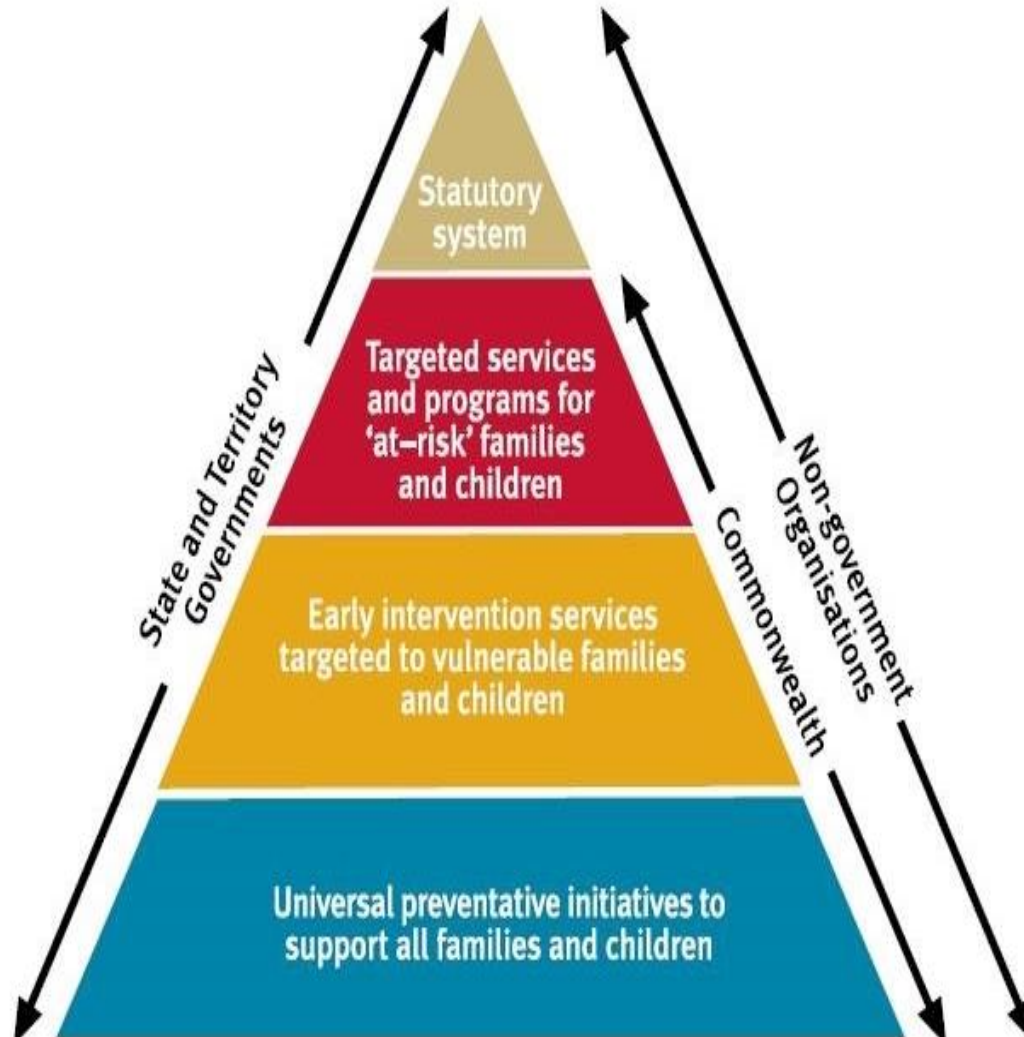 Statutory
system
Targeted services
and programs for
‘at–risk’ families
and children
Early intervention services
targeted to vulnerable families
and children
Universal preventative initiatives to
support all families and children
State and Territory
Governments
Commonwealth
Non-government
Organisations